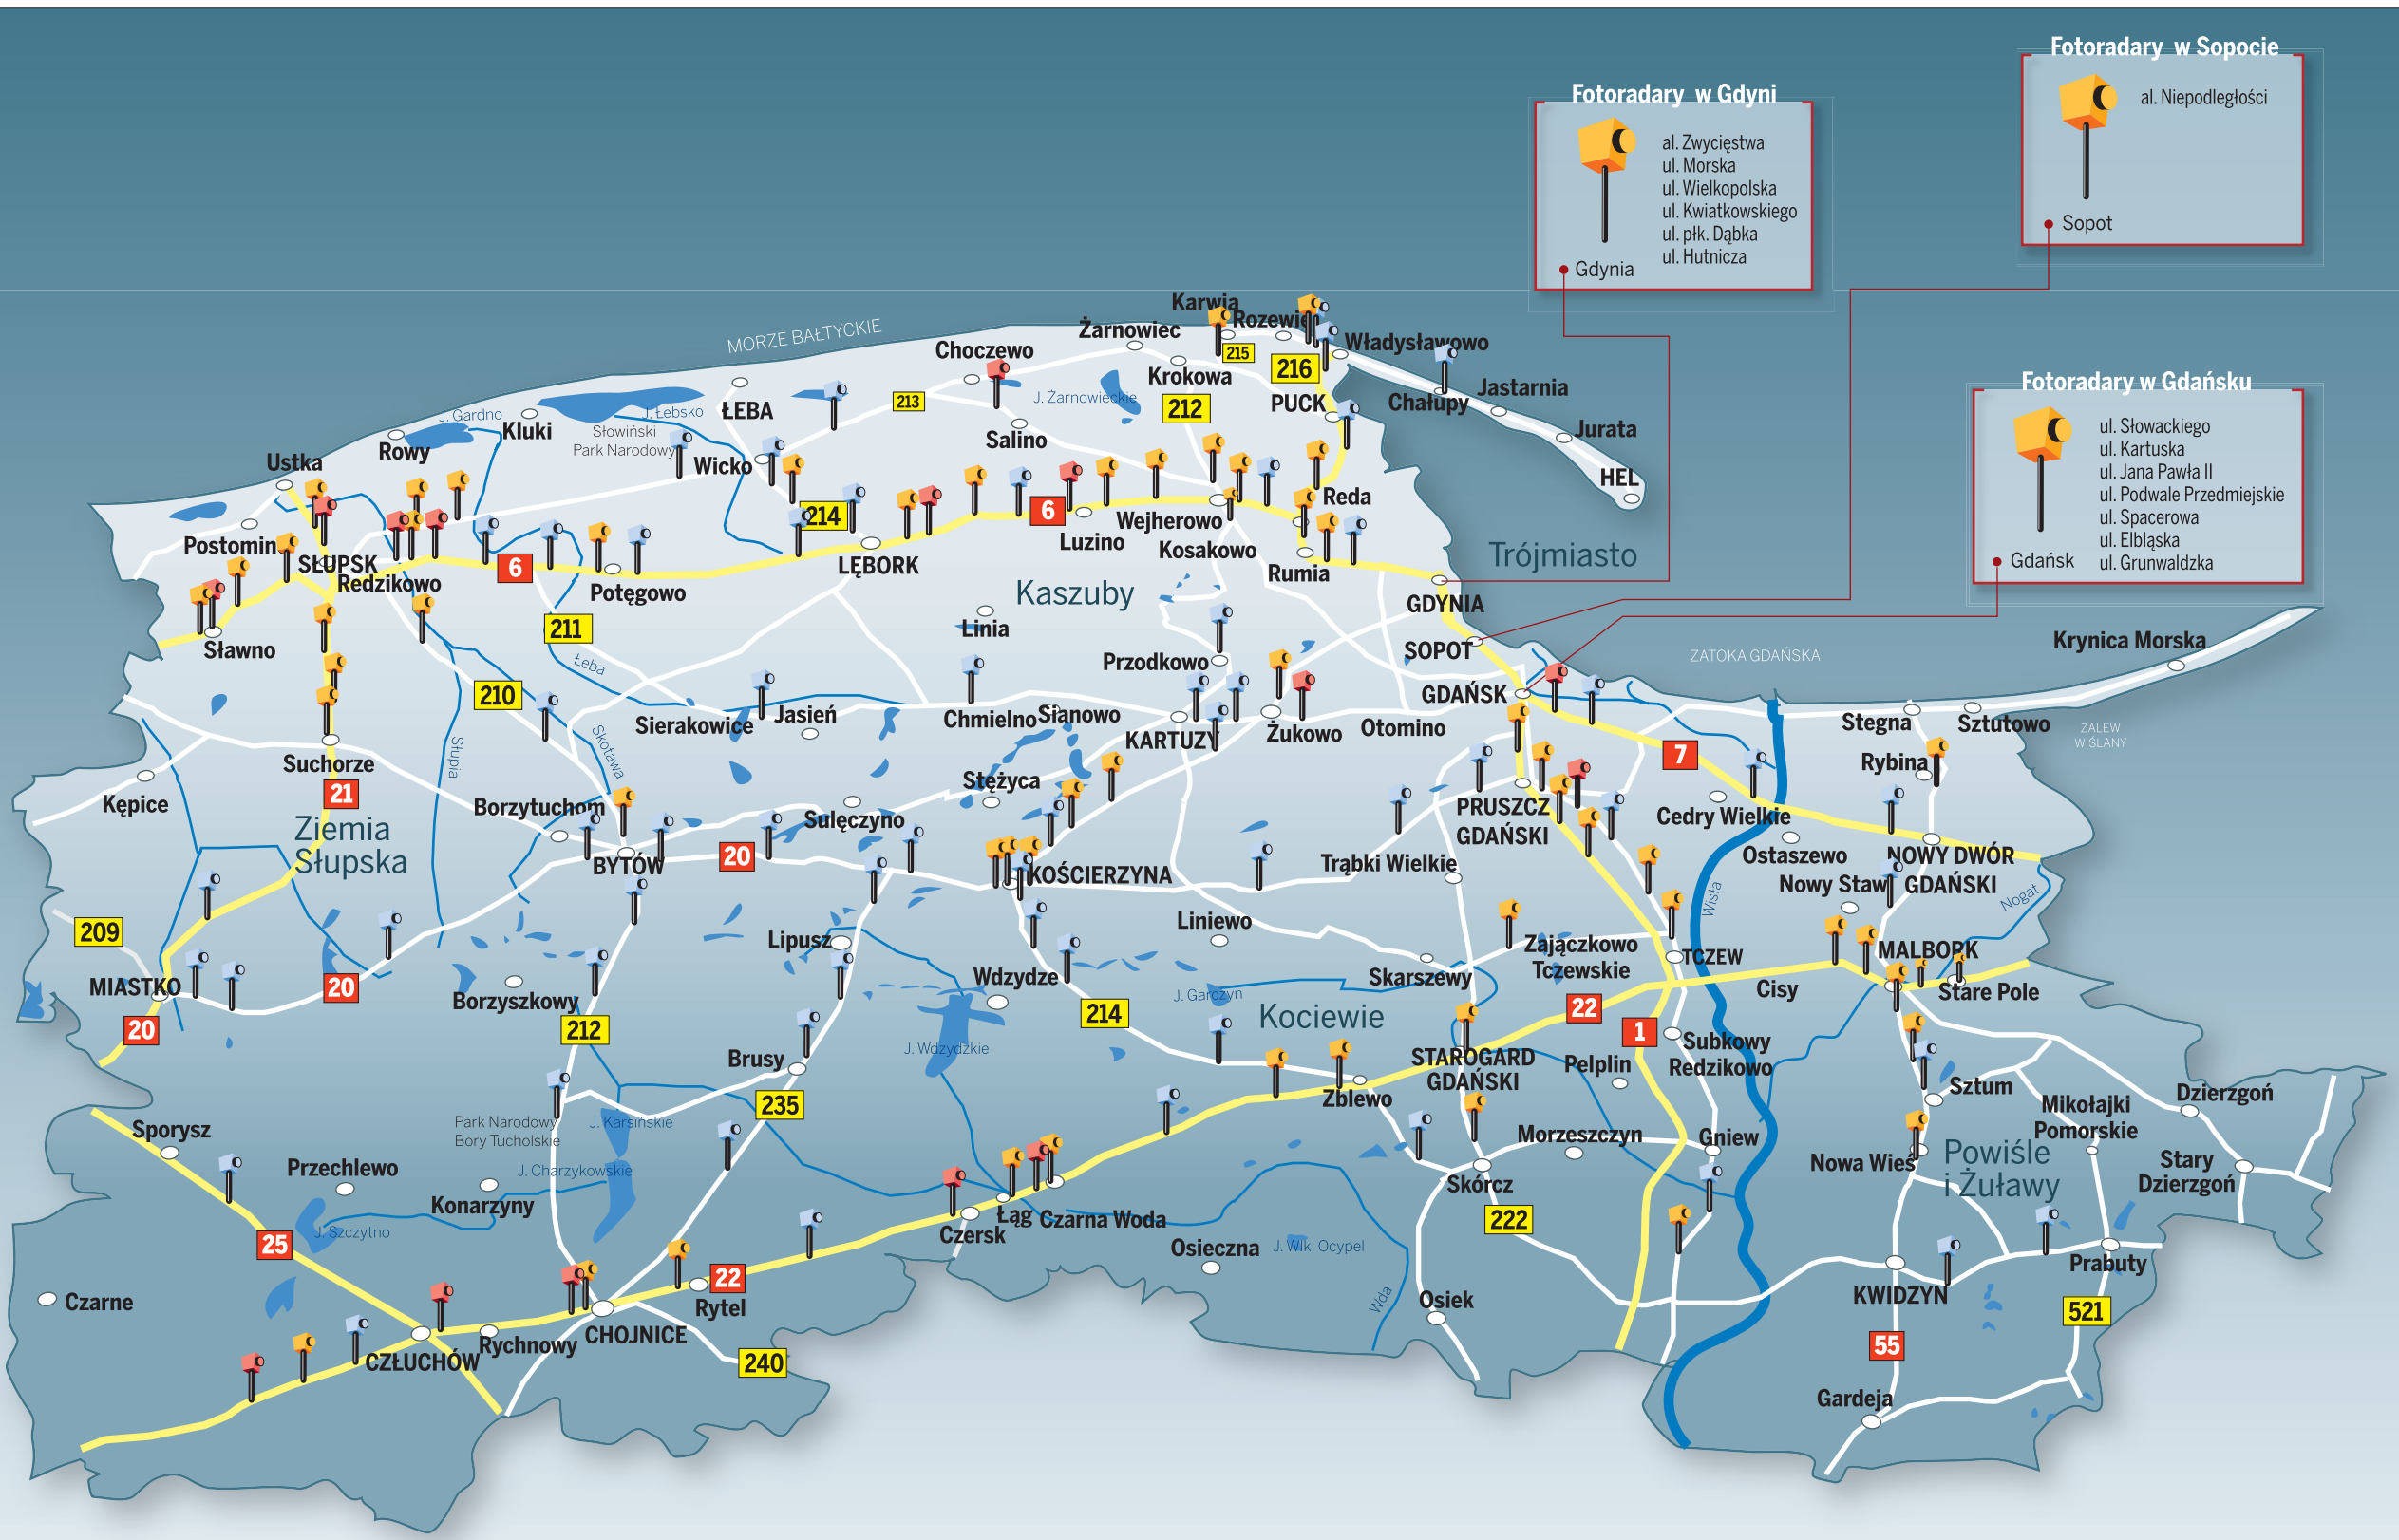 Fotoradary w Sopocie
al. Niepodległości
Sopot
Fotoradary w Gdyni
al. Zwycięstwa
ul. Morska
ul. Wielkopolska
ul. Kwiatkowskiego
ul. płk. Dąbka
ul. Hutnicza
Gdynia
Fotoradary w Gdańsku
ul. Słowackiego
ul. Kartuska
ul. Jana Pawła II
ul. Podwale Przedmiejskie
ul. Spacerowa
ul. Elbląska
ul. Grunwaldzka
Gdańsk
MORZE BAŁTYCKIE
Karwia
Rozewie
Żarnowiec
Władysławowo
Choczewo
215
216
Krokowa
Jastarnia
J. Żarnowieckie
213
212
PUCK
Chałupy
J. Gardno
Kluki
J. Łebsko
ŁEBA
Słowiński
Park Narodowy
Salino
Jurata
Rowy
Ustka
Wicko
HEL
Reda
214
6
Wejherowo
Luzino
Postomin
SŁUPSK
Redzikowo
6
LĘBORK
Kosakowo
Rumia
Trójmiasto
Potęgowo
Kaszuby
GDYNIA
Sławno
211
Linia
SOPOT
Krynica Morska
ZATOKA GDAŃSKA
Łeba
Przodkowo
210
GDAŃSK
Sierakowice
Jasień
Chmielno
Sianowo
KARTUZY
Żukowo
Otomino
Stegna
Sztutowo
ZALEW
WIŚLANY
Słupia
Skotawa
Suchorze
21
7
Rybina
Kępice
Stężyca
Borzytuchom
Sulęczyno
PRUSZCZ
GDAŃSKI
Cedry Wielkie
Ziemia
Słupska
BYTÓW
20
KOŚCIERZYNA
Trąbki Wielkie
Ostaszewo
NOWY DWÓR
GDAŃSKI
Nowy Staw
Wisła
Nogat
209
Liniewo
Lipusz
Zajączkowo
Tczewskie
TCZEW
MALBORK
MIASTKO
20
Borzyszkowy
Wdzydze
Skarszewy
Cisy
Stare Pole
J. Garczyn
214
Kociewie
22
20
212
1
J. Wdzydzkie
Brusy
STAROGARD
GDAŃSKI
Subkowy
Redzikowo
Pelplin
Zblewo
Sztum
Dzierzgoń
235
Mikołajki
Pomorskie
Sporysz
Park Narodowy
Bory Tucholskie
J. Karsińskie
Morzeszczyn
Gniew
Przechlewo
J. Charzykowskie
Nowa Wieś
Powiśle
i Żuławy
Stary
Dzierzgoń
Konarzyny
Skórcz
Łąg
Czarna Woda
Czersk
222
J. Szczytno
25
Osieczna
J. Wlk. Ocypel
Prabuty
22
Rytel
Czarne
Osiek
Wda
KWIDZYN
521
CHOJNICE
Rychnowy
CZŁUCHÓW
240
55
Gardeja